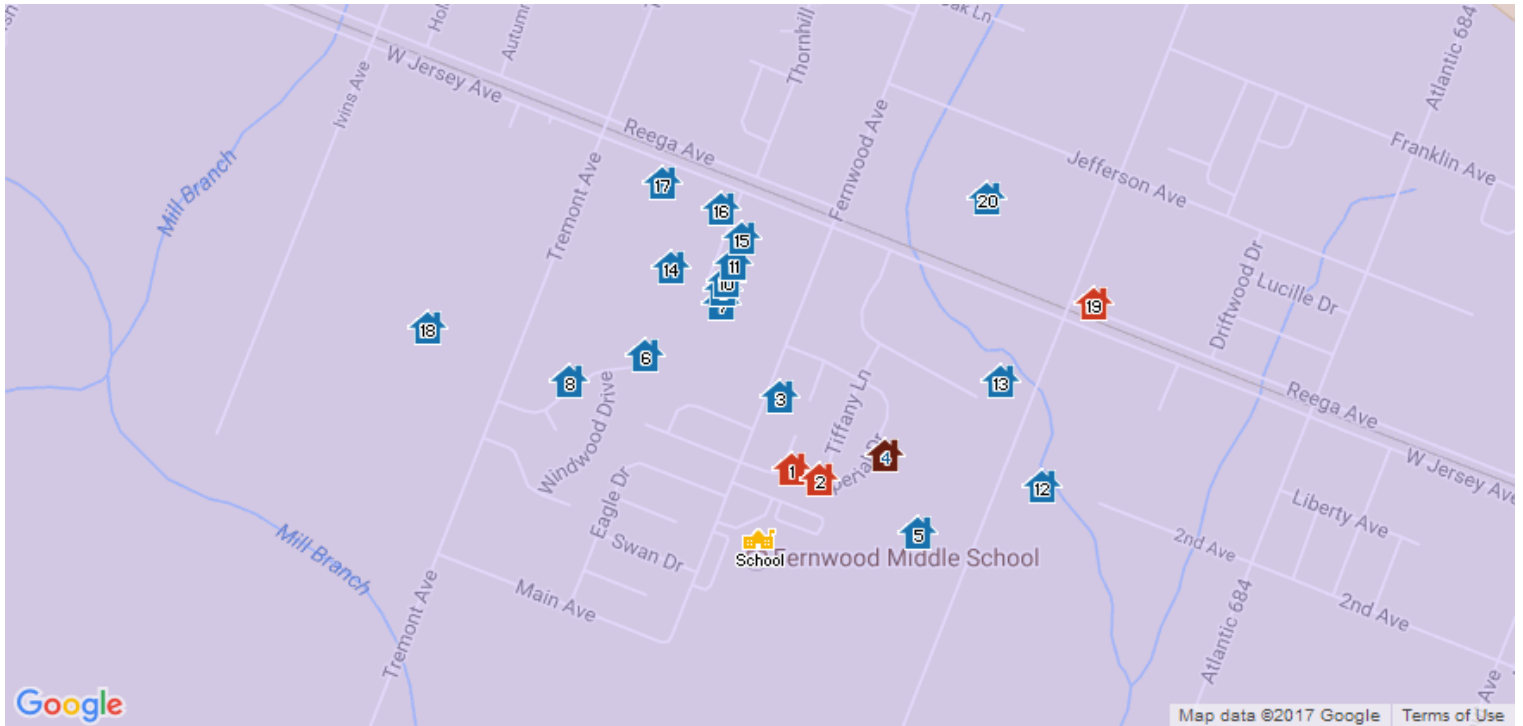 Atlantic 684
Thornhill
W Jersey Ave
Ivins Ave
Reega Ave
Fernwood Ave
Franklin Ave
Jefferson Ave
Mill Branch
Tremont Ave
17
20
16
15
14
11
10
7
Driftwood Dr
Lucille Dr
19
18
6
8
3
13
Reega Ave
Windwood Drive
Tiffany Ln
4
1
2
12
W Jersey Ave
Eagle Dr
Liberty Ave
5
School
Fernwood Middle School
Swan Dr
2nd Ave
Mill Branch
Main Ave
2nd Ave
Tremont Ave
Atlantic 684
Ave
Google
Map data ©2017 Google
Terms of Use